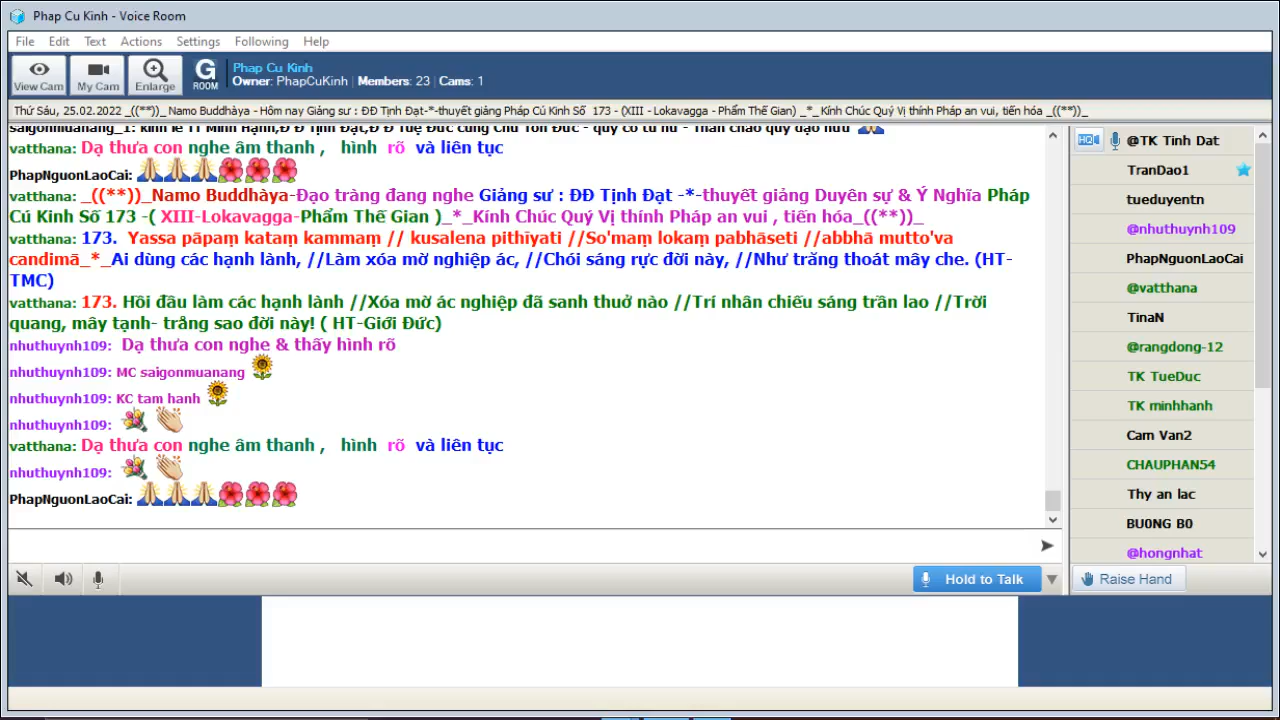 Phap Cu Kinh - Voice Room
File Edit Text Actions Settings Following Help
View Cam My Cam Enlarge G ROOM Phap Cu Kinh
Owner: PhapCuKinh | Members: 23 | Cams: 1
Thứ Sáu, 25.02.2022 _((**))_ Namo Buddhàya - Hôm nay Giảng sư : ĐĐ Tịnh Đạt-*-thuyết giảng Pháp Cú Kinh Số 173 - (XIII - Lokavagga - Phẩm Thế Gian) _*_Kính Chúc Quý Vị thính Pháp an vui, tiến hóa _((**))_
vatthana: Dạ thưa con nghe âm thanh , hình rõ và liên tục
PhapNguonLaoCai:
vatthana: _((**))_Namo Buddhàya-Đạo tràng đang nghe Giảng sư : ĐĐ Tịnh Đạt -*-thuyết giảng Duyên sự & Ý Nghĩa Pháp
Cú Kinh Số 173 -( XIII-Lokavagga-Phẩm Thế Gian )_*_Kính Chúc Quý Vị thính Pháp an vui , tiến hóa_((**))_
vatthana: 173. Yassa pāpaṃ kataṃ kammaṃ // kusalena pithīyati //So'maṃ lokaṃ pabhāseti //abbhā mutto'va
candimā_*_Ai dùng các hạnh lành, //Làm xóa mờ nghiệp ác, //Chói sáng rực đời này, //Như trăng thoát mây che. (HT-
TMC)
vatthana: 173. Hồi đầu làm các hạnh lành //Xóa mờ ác nghiệp đã sanh thuở nào //Trí nhân chiếu sáng trần lao //Trời
quang, mây tạnh- trăng sao đời này! ( HT-Giới Đức)
nhuthuynh109: Dạ thưa con nghe & thấy hình rõ
nhuthuynh109: MC saigonmuanang
nhuthuynh109: KC tam hanh
nhuthuynh109:
vatthana: Dạ thưa con nghe âm thanh , hình rõ và liên tục
nhuthuynh109:
PhapNguonLaoCai:
Hold to Talk
HQ @TK Tinh Dat
TranDao1
tueduyentn
@nhuthuynh109
PhapNguonLaoCai
@vatthana
TinaN
@rangdong-12
TK TueDuc
TK minhhanh
Cam Van2
CHAUPHAN54
Thy an lac
BU0NG B0
@hongnhat
Raise Hand